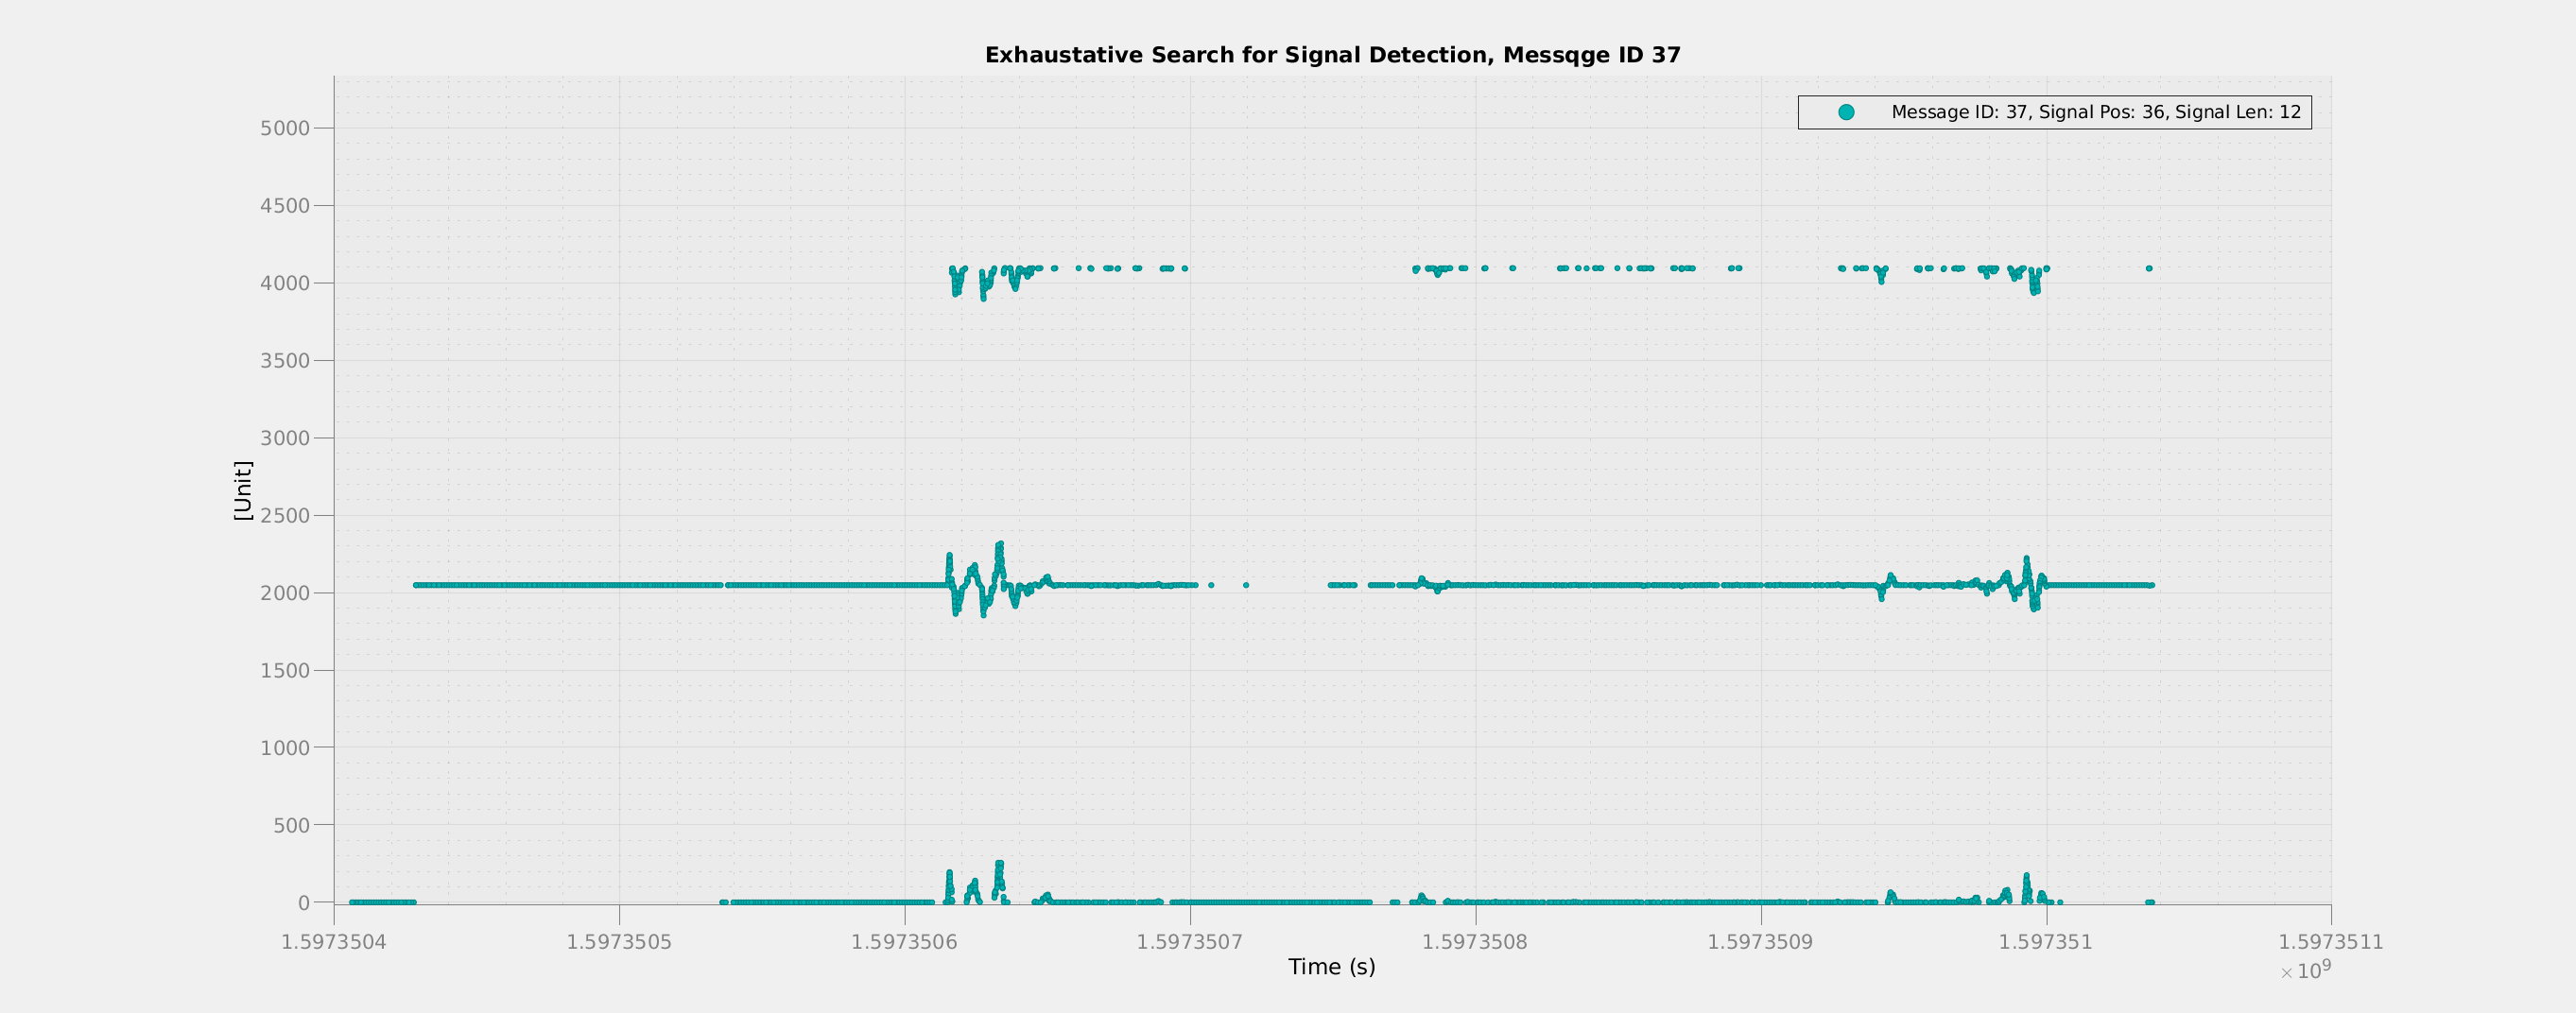 Exhaustative Search for Signal Detection, Messqge ID 37
Message ID: 37, Signal Pos: 36, Signal Len: 12
5000
4500
4000
3500
3000
2500
2000
1500
1000
500
0
[Unit]
1.5973504 1.5973505 1.5973506 1.5973507 1.5973508 1.5973509 1.597351 1.5973511
Time (s)
× 10⁹